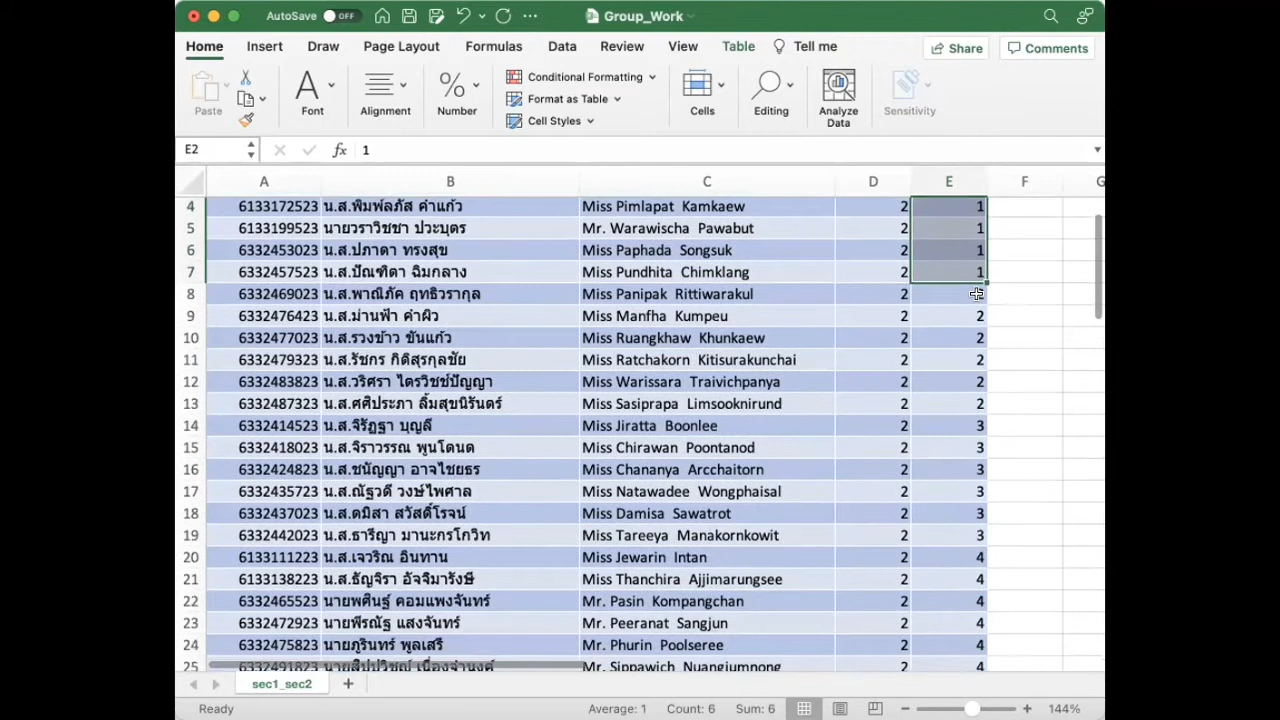 AutoSave OFF Group_Work
Home Insert Draw Page Layout Formulas Data Review View Table Tell me Share Comments
Paste Font Alignment Number Conditional Formatting Format as Table Cell Styles Cells Editing Analyze Data Sensitivity
E2 fx 1
A B C D E F G
4 6133172523 น.ส.พิมพ์ลภัส คำแก้ว Miss Pimlapat Kamkaew 2 1
5 6133199523 นายวราวิชชา ปวะบุตร Mr. Warawischa Pawabut 2 1
6 6332453023 น.ส.ปภาดา ทรงสุข Miss Paphada Songsuk 2 1
7 6332457523 น.ส.ปัณฑิตา ฉิมกลาง Miss Pundhita Chimklang 2 1
8 6332469023 น.ส.พาณิภัค ฤทธิวรากุล Miss Panipak Rittiwarakul 2
9 6332476423 น.ส.ม่านฟ้า คำผิว Miss Manfha Kumpeu 2 2
10 6332477023 น.ส.รวงข้าว ขันแก้ว Miss Ruangkhaw Khunkaew 2 2
11 6332479323 น.ส.รัชกร กิติสุรกุลชัย Miss Ratchakorn Kitisurakunchai 2 2
12 6332483823 น.ส.วริศรา ไตรวิชช์ปัญญา Miss Warissara Traivichpanya 2 2
13 6332487323 น.ส.ศศิประภา ลิ้มสุขนิรันดร์ Miss Sasiprapa Limsooknirund 2 2
14 6332414523 น.ส.จิรัฏฐา บุญลี Miss Jiratta Boonlee 2 3
15 6332418023 น.ส.จิราวรรณ พูนโตนด Miss Chirawan Poontanod 2 3
16 6332424823 น.ส.ชนัญญา อาจไชยธร Miss Chananya Arcchaitorn 2 3
17 6332435723 น.ส.ณัฐวดี วงษ์ไพศาล Miss Natawadee Wongphaisal 2 3
18 6332437023 น.ส.ดมิสา สวัสดิ์โรจน์ Miss Damisa Sawatrot 2 3
19 6332442023 น.ส.ธารีญา มานะกรโกวิท Miss Tareeya Manakornkowit 2 3
20 6133111223 น.ส.เจวริณ อินทาน Miss Jewarin Intan 2 4
21 6133138223 น.ส.ธัญจิรา อัจจิมารังษี Miss Thanchira Ajjimarungsee 2 4
22 6332465523 นายพศินฐ์ คอมแพงจันทร์ Mr. Pasin Kompangchan 2 4
23 6332472923 นายพีรณัฐ แสงจันทร์ Mr. Peeranat Sangjun 2 4
24 6332475823 นายภูรินทร์ พูลเสรี Mr. Phurin Poolseree 2 4
25 6332491823 Mr. Sippawich Nuangjumnong 2 4
sec1_sec2
Ready Average: 1 Count: 6 Sum: 6 144%